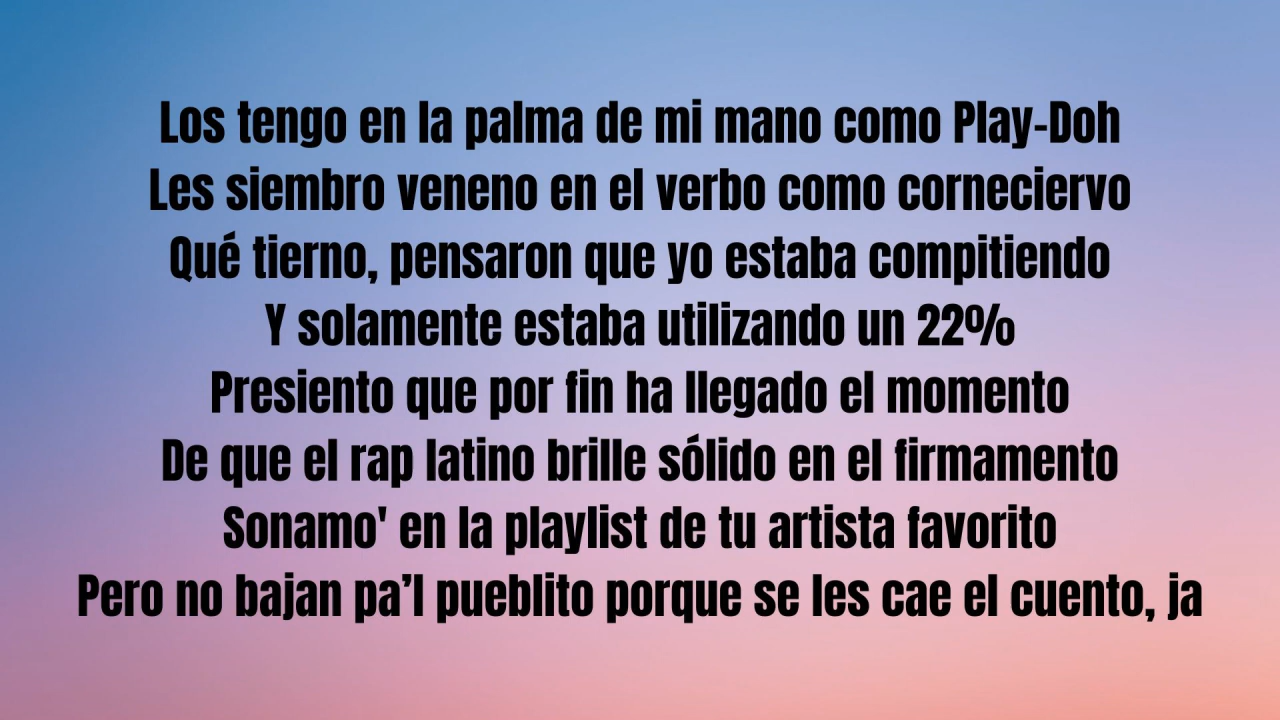 Los tengo en la palma de mi mano como Play-Doh
Les siembro veneno en el verbo como corneciervo
Qué tierno, pensaron que yo estaba compitiendo
Y solamente estaba utilizando un 22%
Presiento que por fin ha llegado el momento
De que el rap latino brille sólido en el firmamento
Sonamo' en la playlist de tu artista favorito
Pero no bajan pa’l pueblito porque se les cae el cuento, ja